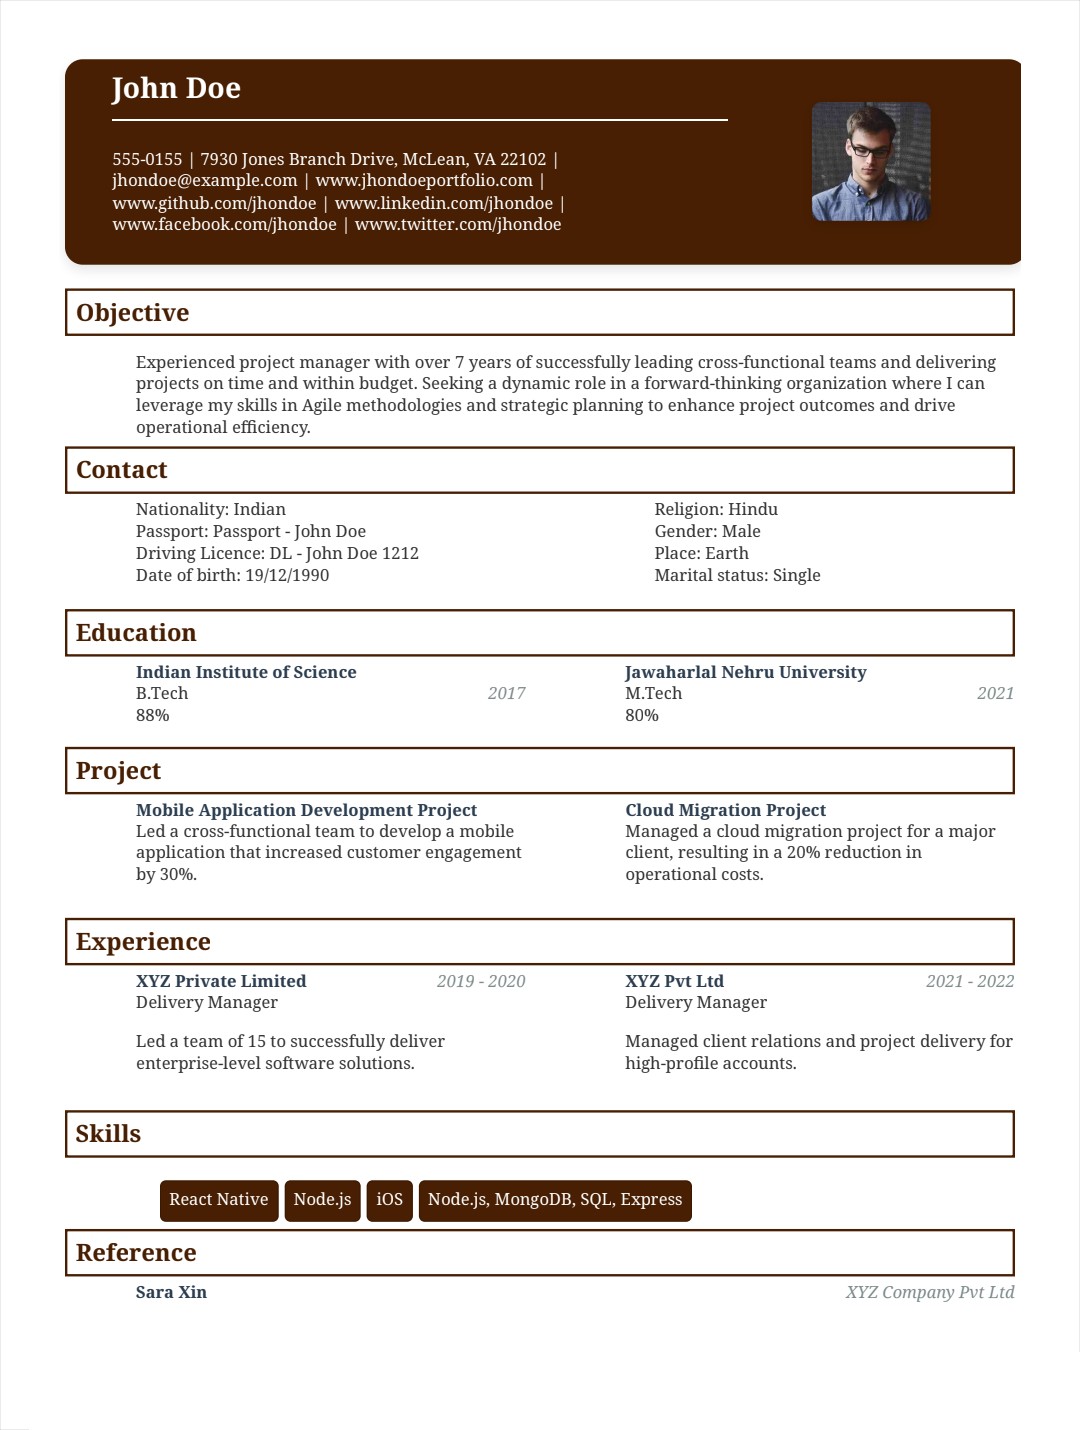 John Doe
555-0155 | 7930 Jones Branch Drive, McLean, VA 22102 |
jhondoe@example.com | www.jhondoeportfolio.com |
www.github.com/jhondoe | www.linkedin.com/jhondoe |
www.facebook.com/jhondoe | www.twitter.com/jhondoe
Objective
Experienced project manager with over 7 years of successfully leading cross-functional teams and delivering
projects on time and within budget. Seeking a dynamic role in a forward-thinking organization where I can
leverage my skills in Agile methodologies and strategic planning to enhance project outcomes and drive
operational efficiency.
Contact
Nationality: Indian
Passport: Passport - John Doe
Driving Licence: DL - John Doe 1212
Date of birth: 19/12/1990
Religion: Hindu
Gender: Male
Place: Earth
Marital status: Single
Education
Indian Institute of Science
B.Tech 2017
88%
Jawaharlal Nehru University
M.Tech 2021
80%
Project
Mobile Application Development Project
Led a cross-functional team to develop a mobile
application that increased customer engagement
by 30%.
Cloud Migration Project
Managed a cloud migration project for a major
client, resulting in a 20% reduction in
operational costs.
Experience
XYZ Private Limited 2019 - 2020
Delivery Manager
Led a team of 15 to successfully deliver
enterprise-level software solutions.
XYZ Pvt Ltd 2021 - 2022
Delivery Manager
Managed client relations and project delivery for
high-profile accounts.
Skills
React Native Node.js iOS Node.js, MongoDB, SQL, Express
Reference
Sara Xin XYZ Company Pvt Ltd